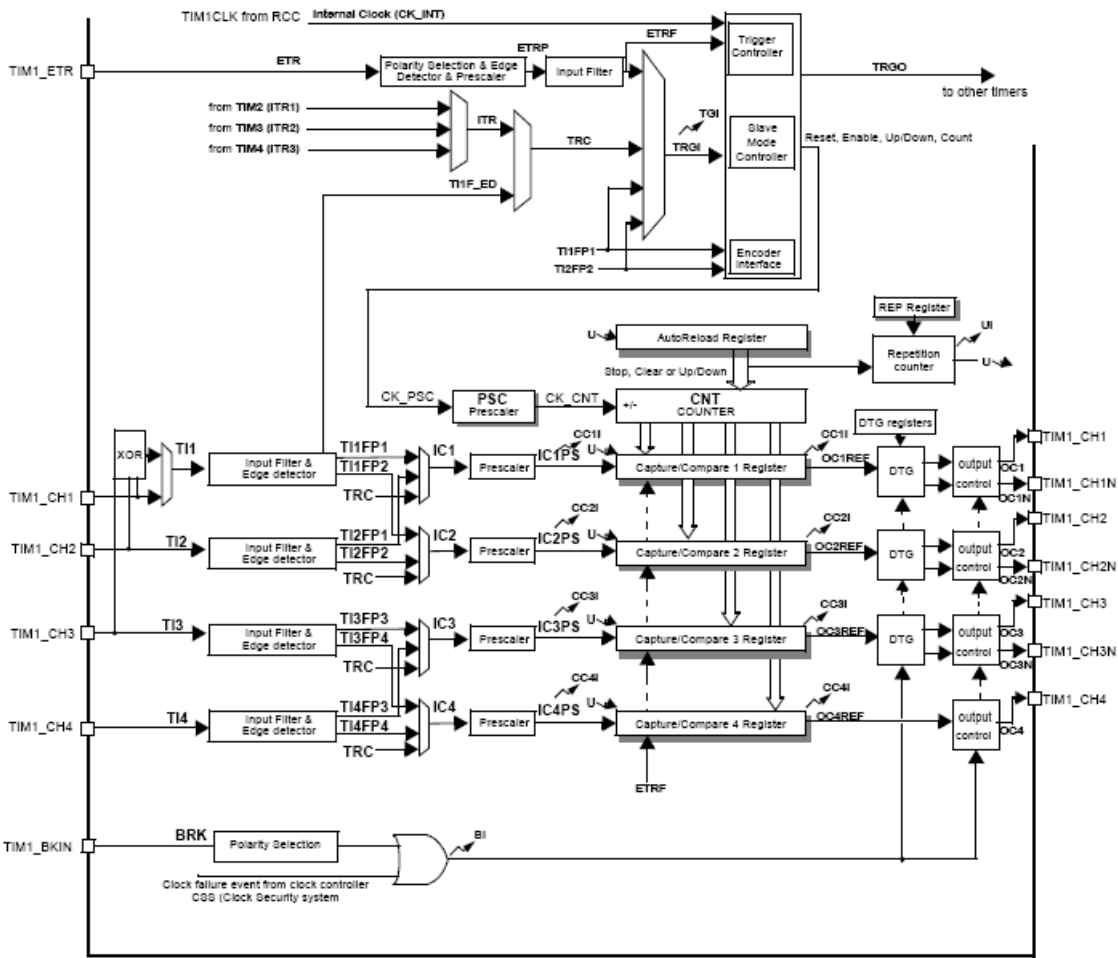 TIM1CLK from RCC
Internal Clock (CK_INT)
ETRF
Trigger
Controller
TRGO
to other timers
TIM1_ETR
ETR
Polarity Selection & Edge
Detector & Prescaler
ETRP
Input Filter
from TIM2 (ITR1)
from TIM3 (ITR2)
from TIM4 (ITR3)
ITR
TRC
TI1F_ED
TGI
TRGI
Slave
Mode
Controller
Reset, Enable, Up/Down, Count
TI1FP1
TI2FP2
Encoder
Interface
REP Register
U
AutoReload Register
UI
Repetition
counter
U
Stop, Clear or Up/Down
CK_PSC
PSC
Prescaler
CK_CNT
+/-
CNT
COUNTER
DTG registers
XOR
TI1
Input Filter &
Edge detector
TI1FP1
TI1FP2
TRC
IC1
Prescaler
IC1PS
CC1I
U
Capture/Compare 1 Register
CC1I
OC1REF
DTG
output
control
OC1
OC1N
TIM1_CH1
TIM1_CH1N
TIM1_CH1
TIM1_CH2
TI2
Input Filter &
Edge detector
TI2FP1
TI2FP2
TRC
IC2
Prescaler
IC2PS
CC2I
U
Capture/Compare 2 Register
CC2I
OC2REF
DTG
output
control
OC2
OC2N
TIM1_CH2
TIM1_CH2N
TIM1_CH3
TI3
Input Filter &
Edge detector
TI3FP3
TI3FP4
TRC
IC3
Prescaler
IC3PS
CC3I
U
Capture/Compare 3 Register
CC3I
OC3REF
DTG
output
control
OC3
OC3N
TIM1_CH3
TIM1_CH3N
TIM1_CH4
TI4
Input Filter &
Edge detector
TI4FP3
TI4FP4
TRC
IC4
Prescaler
IC4PS
CC4I
U
Capture/Compare 4 Register
CC4I
OC4REF
output
control
OC4
TIM1_CH4
ETRF
TIM1_BKIN
BRK
Polarity Selection
BI
Clock failure event from clock controller
CSS (Clock Security system